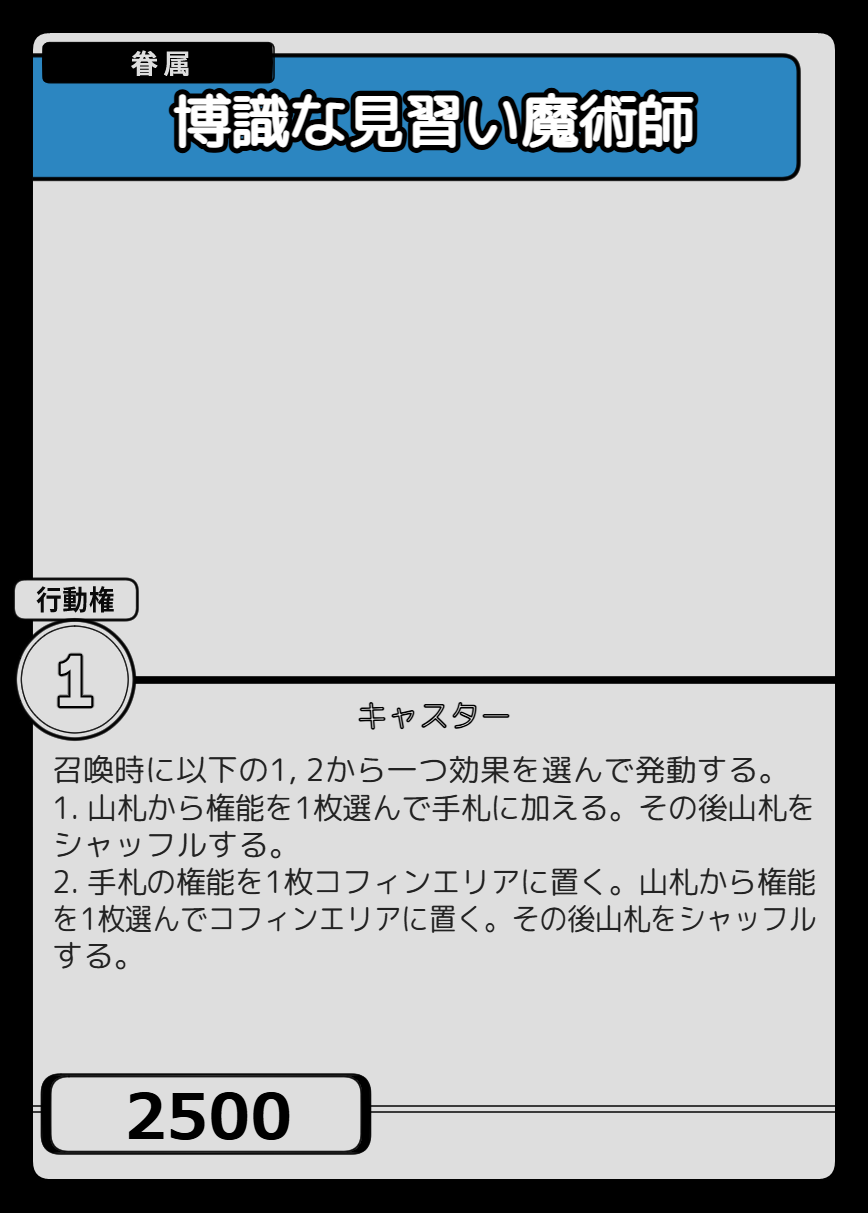 眷属
博識な見習い魔術師
行動権
1
キャスター
召喚時に以下の1, 2から一つ効果を選んで発動する。
1. 山札から権能を1枚選んで手札に加える。その後山札を
シャッフルする。
2. 手札の権能を1枚コフィンエリアに置く。山札から権能
を1枚選んでコフィンエリアに置く。その後山札をシャッフル
する。
2500